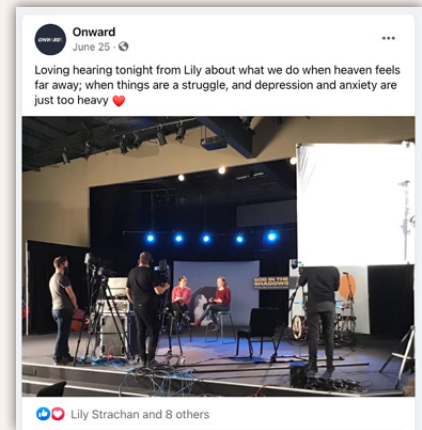 ONWARD
Onward
June 25
Loving hearing tonight from Lily about what we do when heaven feels
far away; when things are a struggle, and depression and anxiety are
just too heavy
GOD IN THE
SHADOWS
Lily Strachan and 8 others